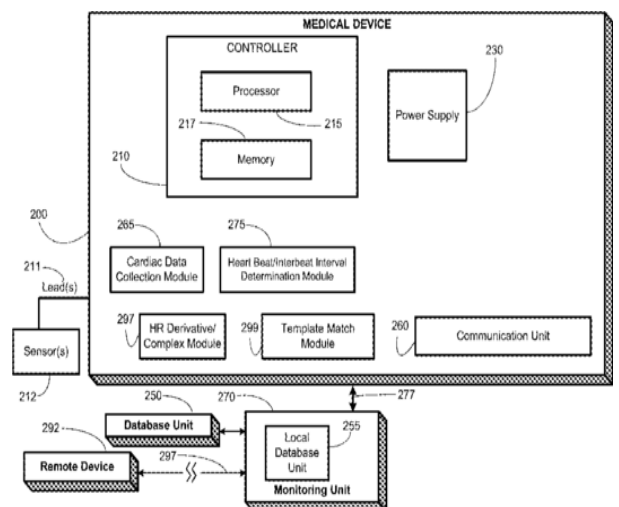 MEDICAL DEVICE
CONTROLLER
Processor
217
215
Memory
210
230
Power Supply
200
265
275
211
Cardiac Data
Collection Module
Heart Beat/Interbeat Interval
Determination Module
Lead(s)
297
HR Derivative/
Complex Module
299
Template Match
Module
260
Communication Unit
Sensor(s)
212
250
270
277
Database Unit
255
292
Local
Database
Unit
Remote Device
297
Monitoring Unit